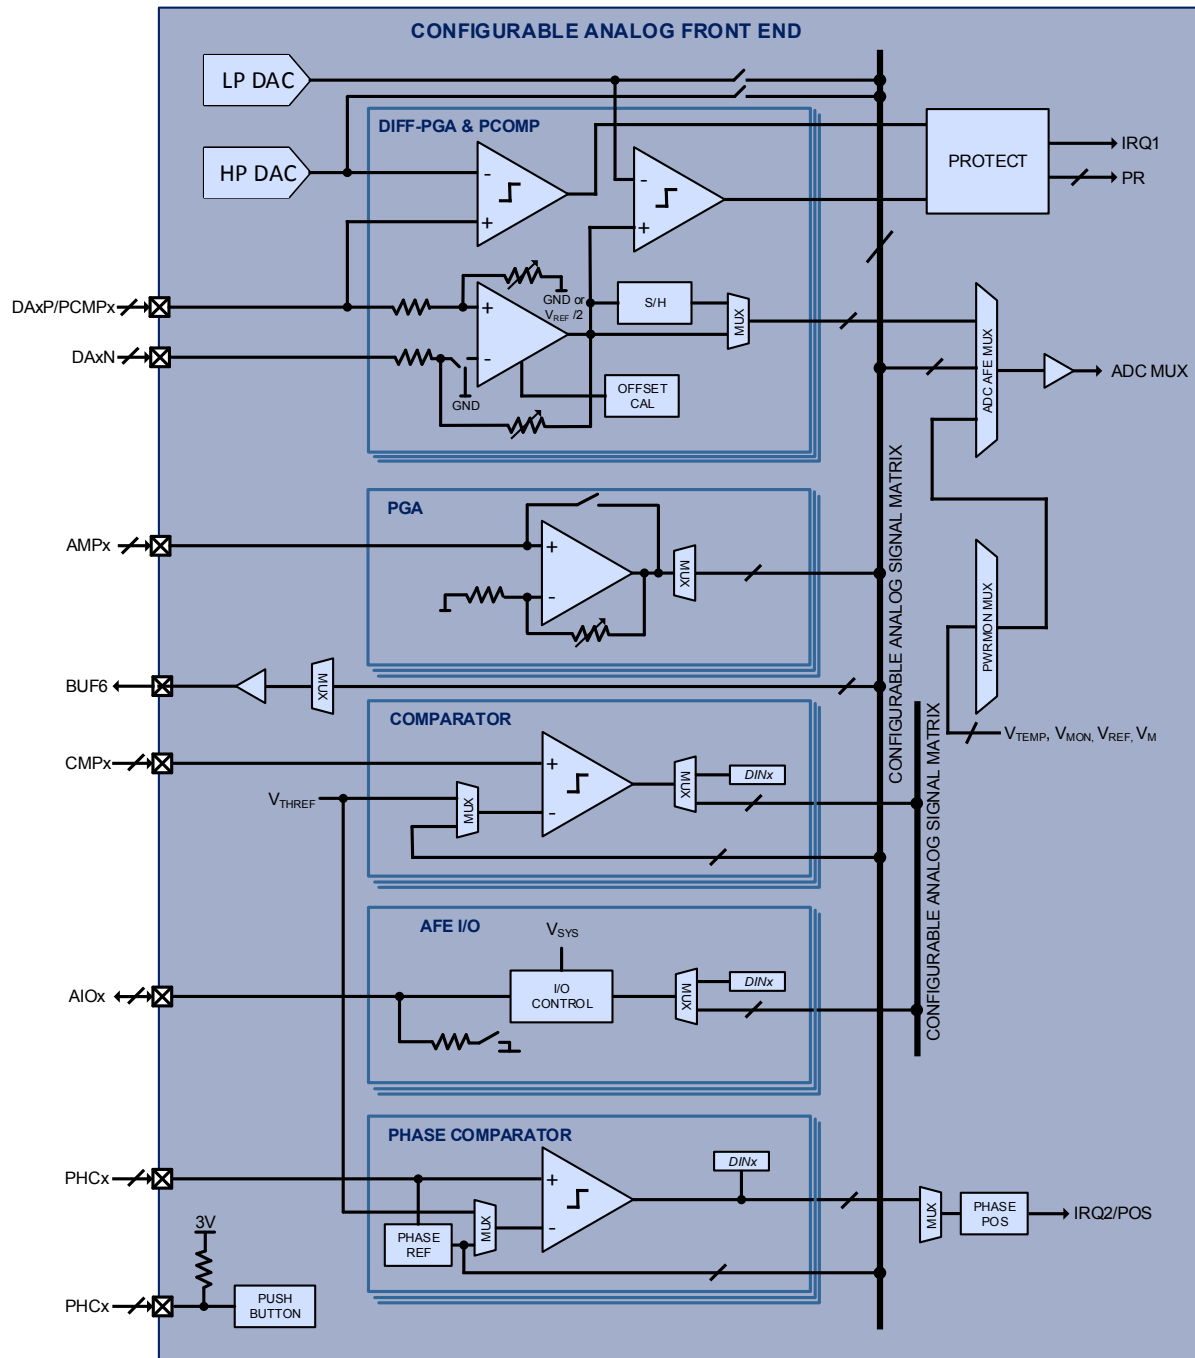 CONFIGURABLE ANALOG FRONT END
LP DAC
HP DAC
DIFF-PGA & PCOMP
-
+
-
+
PROTECT
IRQ1
PR
DAxP/PCMPx
DAxN
+
-
GND or
VREF /2
S/H
MUX
GND
OFFSET
CAL
ADC AFE MUX
ADC MUX
PGA
AMPx
+
-
MUX
CONFIGURABLE ANALOG SIGNAL MATRIX
PWRMON MUX
VTEMP, VMON, VREF, VM
BUF6
MUX
COMPARATOR
CMPx
VTHREF
MUX
+
-
MUX
DINx
CONFIGURABLE ANALOG SIGNAL MATRIX
AFE I/O
VSYS
AIOx
I/O
CONTROL
MUX
DINx
PHASE COMPARATOR
PHCx
+
-
MUX
PHASE
REF
DINx
MUX
PHASE
POS
IRQ2/POS
3V
PHCx
PUSH
BUTTON